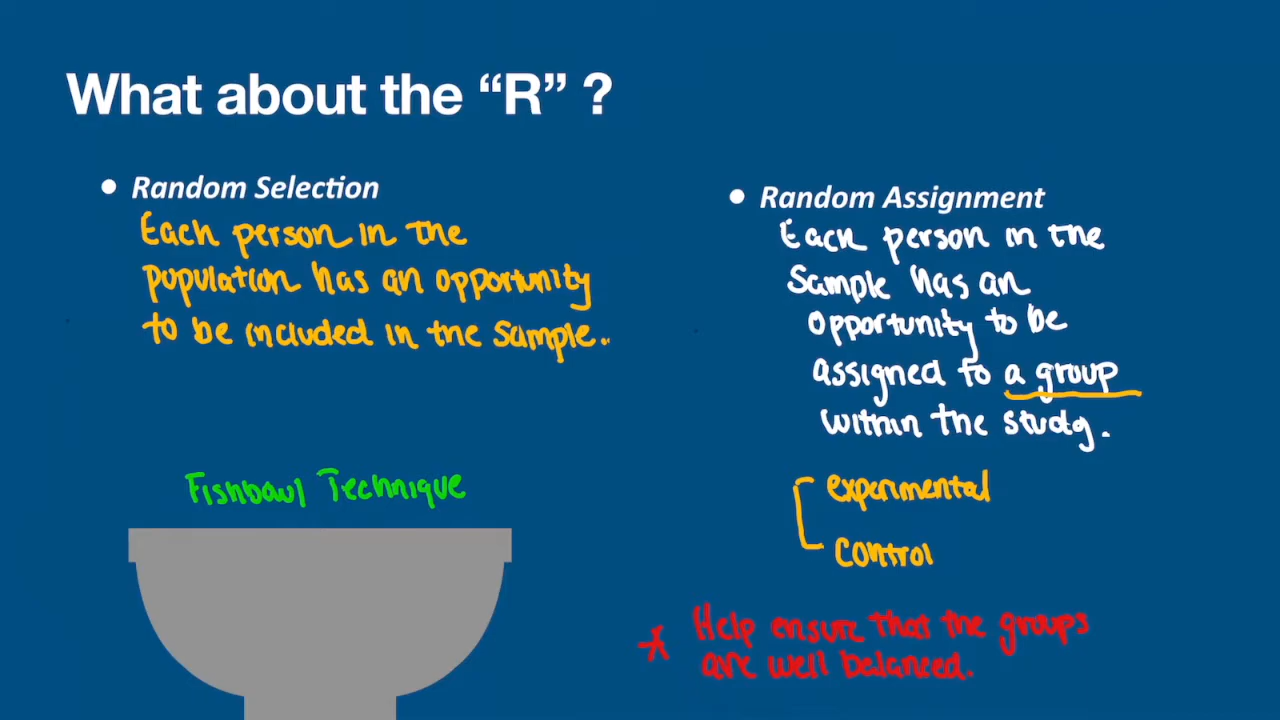 What about the “R” ?
• Random Selection
Each person in the
population has an opportunity
to be included in the sample.
Fishbowl Technique
• Random Assignment
Each person in the
Sample has an
opportunity to be
assigned to a group
within the study.
experimental
control
* Help ensure that the groups
are well balanced.